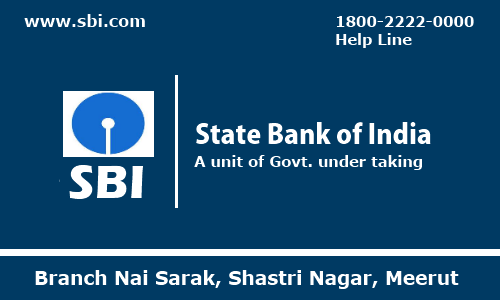 www.sbi.com
1800-2222-0000
Help Line
SBI
State Bank of India
A unit of Govt. under taking
Branch Nai Sarak, Shastri Nagar, Meerut